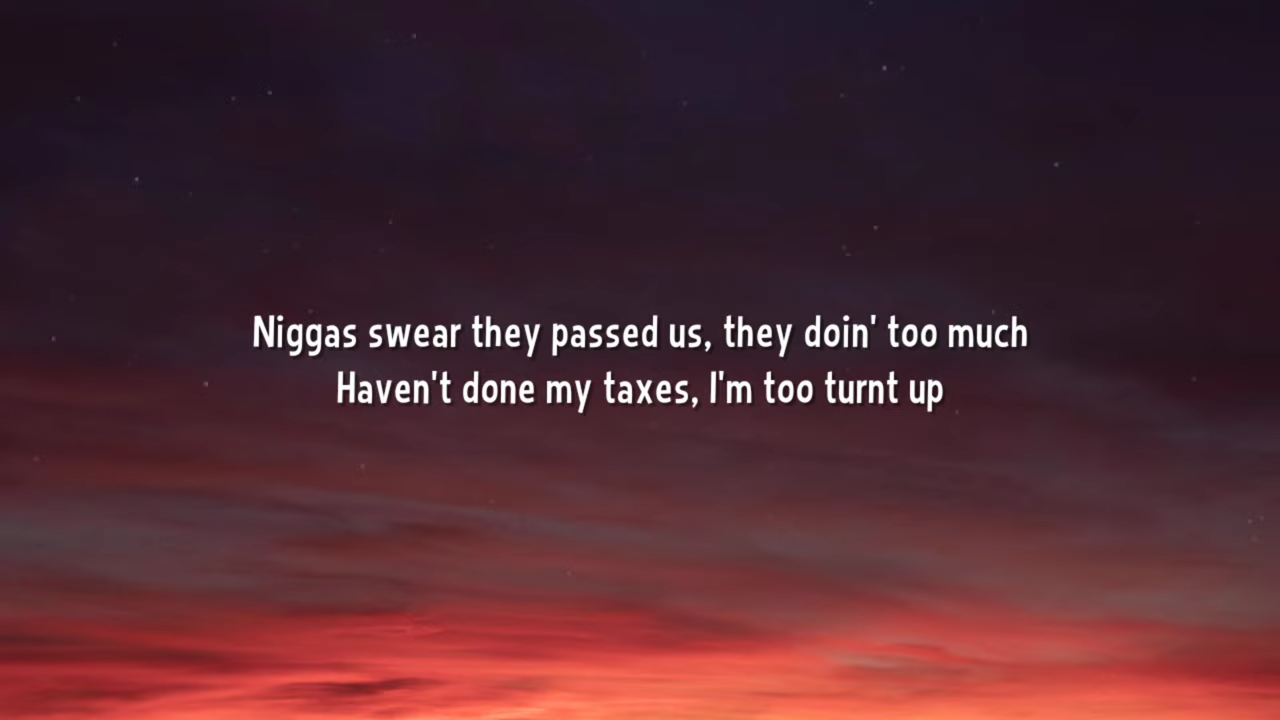 Niggas swear they passed us, they doin' too much
Haven't done my taxes, I'm too turnt up